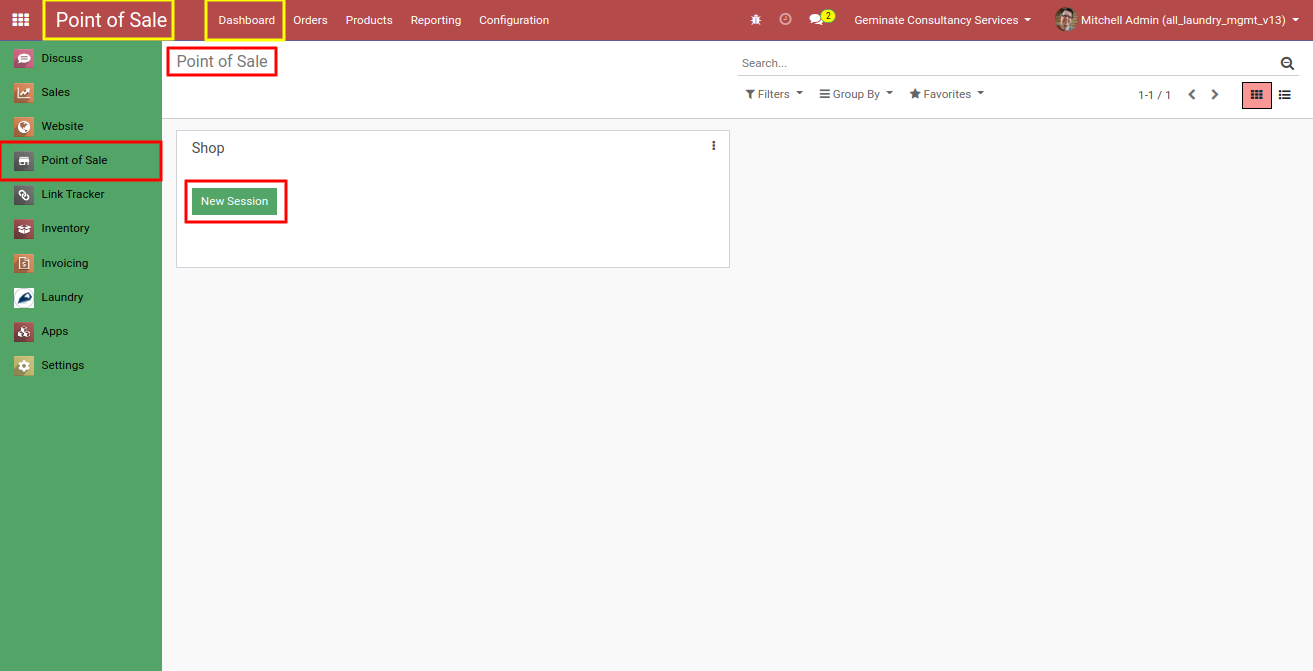 Point of Sale Dashboard Orders Products Reporting Configuration 2 Geminate Consultancy Services Mitchell Admin (all_laundry_mgmt_v13)
Discuss
Sales
Website
Point of Sale
Link Tracker
Inventory
Invoicing
Laundry
Apps
Settings
Point of Sale
Search...
Filters Group By Favorites 1-1 / 1
Shop
New Session